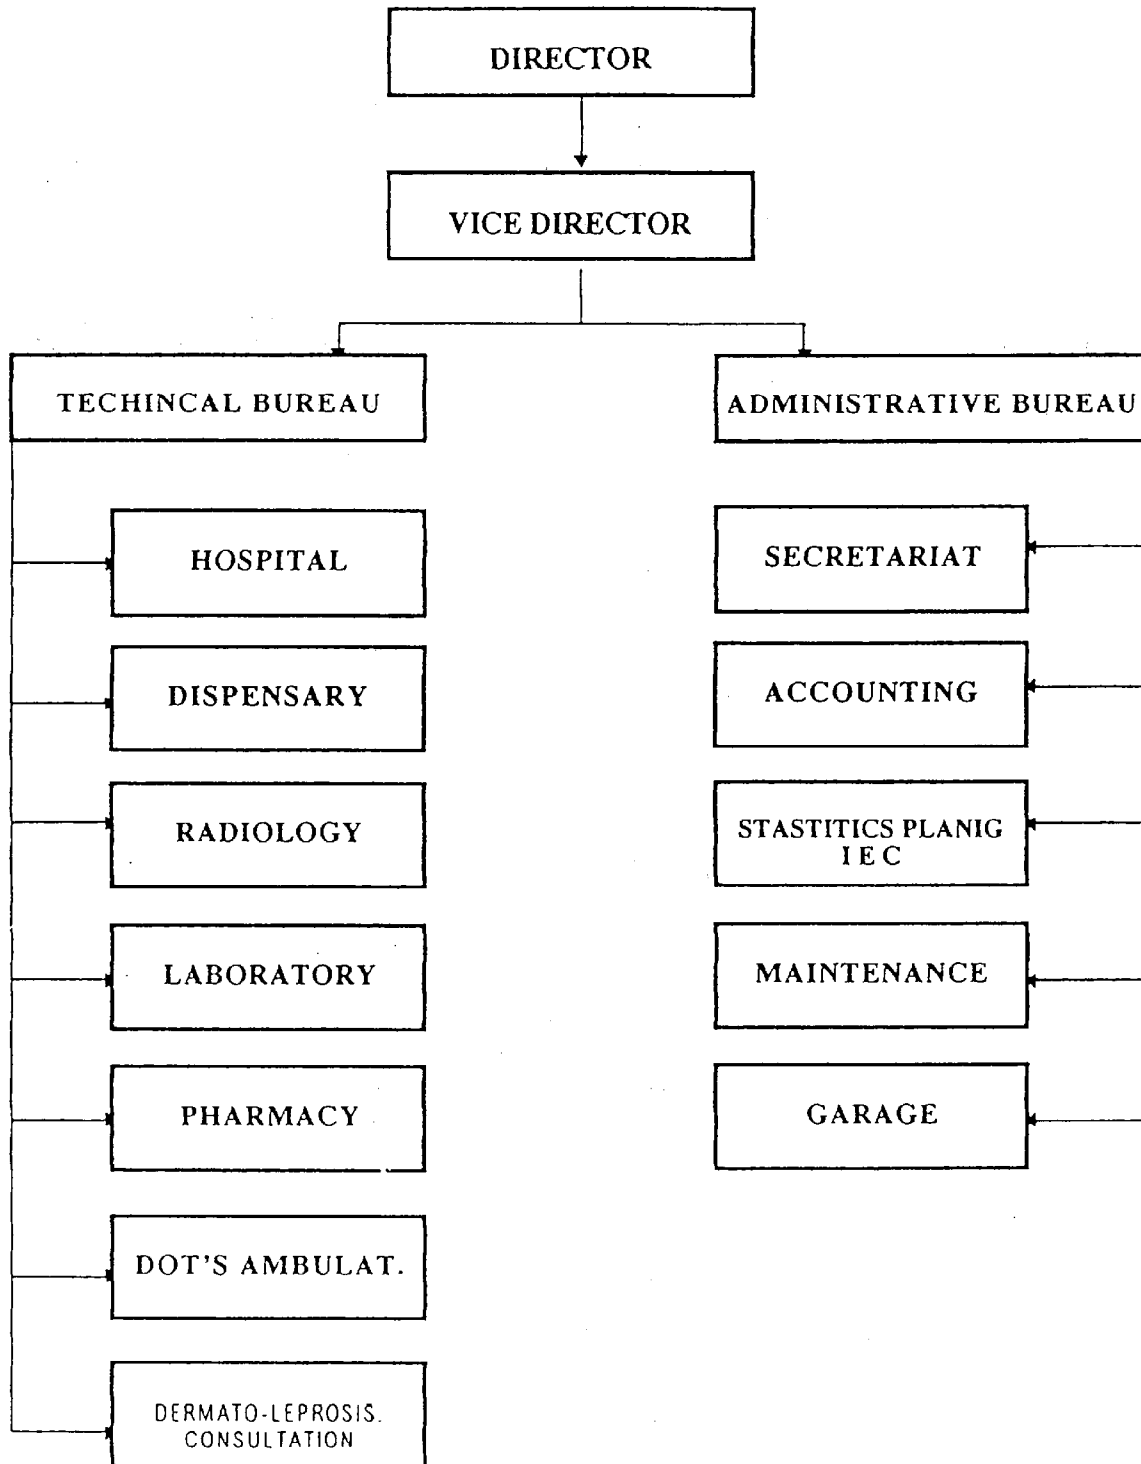 DIRECTOR
VICE DIRECTOR
TECHINCAL BUREAU
ADMINISTRATIVE BUREAU
HOSPITAL
DISPENSARY
RADIOLOGY
LABORATORY
PHARMACY
DOT'S AMBULAT.
DERMATO-LEPROSIS.
CONSULTATION
SECRETARIAT
ACCOUNTING
STASTITICS PLANIG
I E C
MAINTENANCE
GARAGE